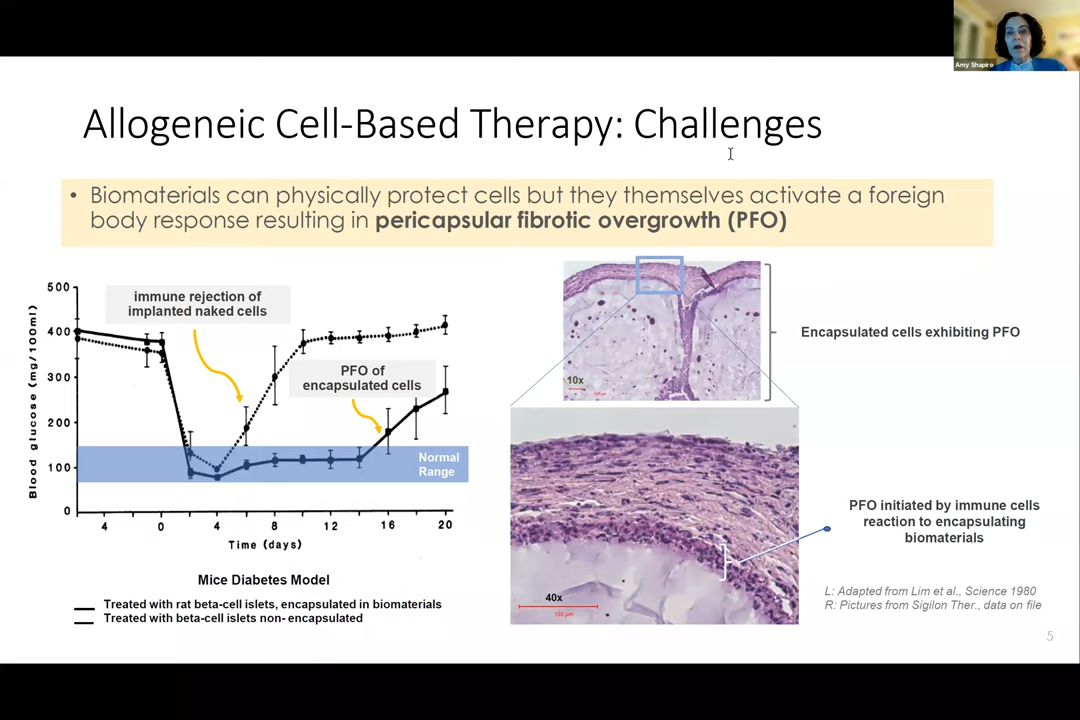 Amy Shapiro
Allogeneic Cell-Based Therapy: Challenges
• Biomaterials can physically protect cells but they themselves activate a foreign
body response resulting in pericapsular fibrotic overgrowth (PFO)
Blood glucose (mg/100ml)
500
400
300
200
100
0
immune rejection of
implanted naked cells
PFO of
encapsulated cells
Normal
Range
4 0 4 8 12 16 20
Time (days)
Mice Diabetes Model
Treated with rat beta-cell islets, encapsulated in biomaterials
Treated with beta-cell islets non- encapsulated
10x
Encapsulated cells exhibiting PFO
40x
150 µm
PFO initiated by immune cells
reaction to encapsulating
biomaterials
L: Adapted from Lim et al., Science 1980
R: Pictures from Sigilon Ther., data on file
5